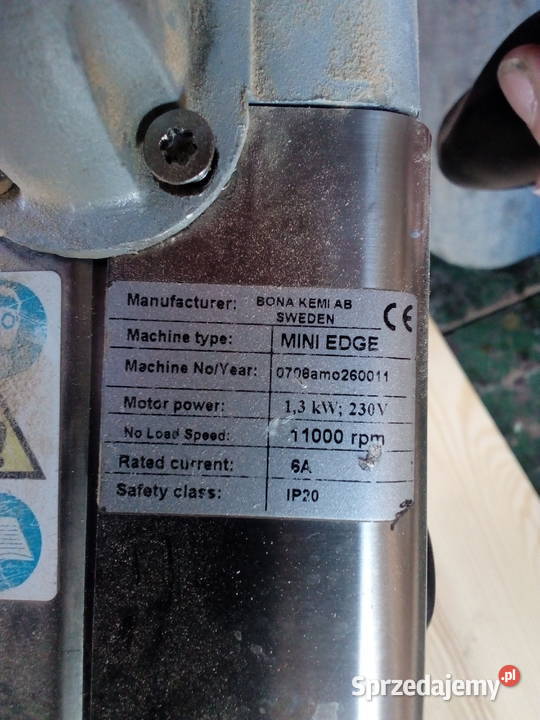 Manufacturer: BONA KEMI AB
SWEDEN CE
Machine type: MINI EDGE
Machine No/Year: 0708amo260011
Motor power: 1,3 kW; 230V
No Load Speed: 11000 rpm
Rated current: 6A
Safety class: IP20
Sprzedajemy.pl